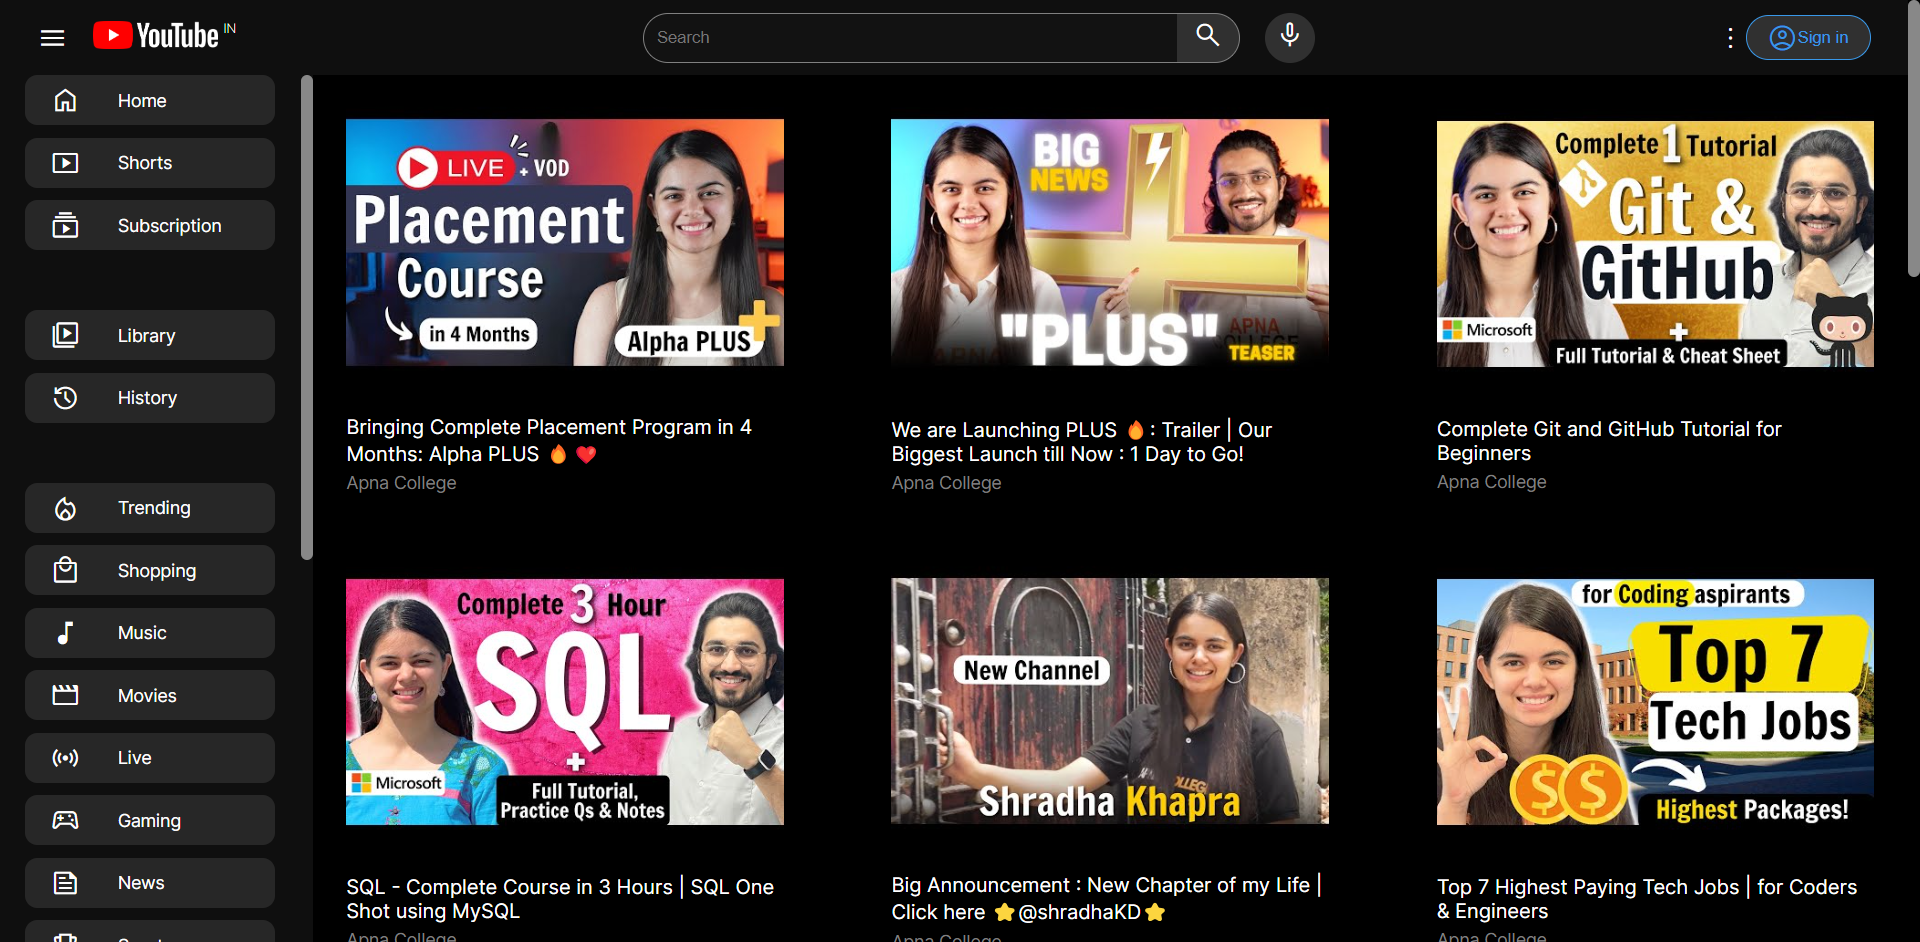 YouTube IN
Search
Sign in
Home
Shorts
Subscription
Library
History
Trending
Shopping
Music
Movies
Live
Gaming
News
LIVE + VOD
Placement
Course
in 4 Months
Alpha PLUS
Bringing Complete Placement Program in 4
Months: Alpha PLUS 🔥 ❤️
Apna College
BIG
NEWS
"PLUS"
APNA
COLLEGE
TEASER
We are Launching PLUS 🔥 : Trailer | Our
Biggest Launch till Now : 1 Day to Go!
Apna College
Complete 1 Tutorial
Git &
GitHub
Microsoft
+
Full Tutorial & Cheat Sheet
Complete Git and GitHub Tutorial for
Beginners
Apna College
Complete 3 Hour
SQL
+
Microsoft
Full Tutorial,
Practice Qs & Notes
SQL - Complete Course in 3 Hours | SQL One
Shot using MySQL
Apna College
New Channel
Shradha Khapra
Big Announcement : New Chapter of my Life |
Click here ⭐@shradhaKD⭐
Apna College
for Coding aspirants
Top 7
Tech Jobs
$ $
Highest Packages!
Top 7 Highest Paying Tech Jobs | for Coders
& Engineers
Apna College